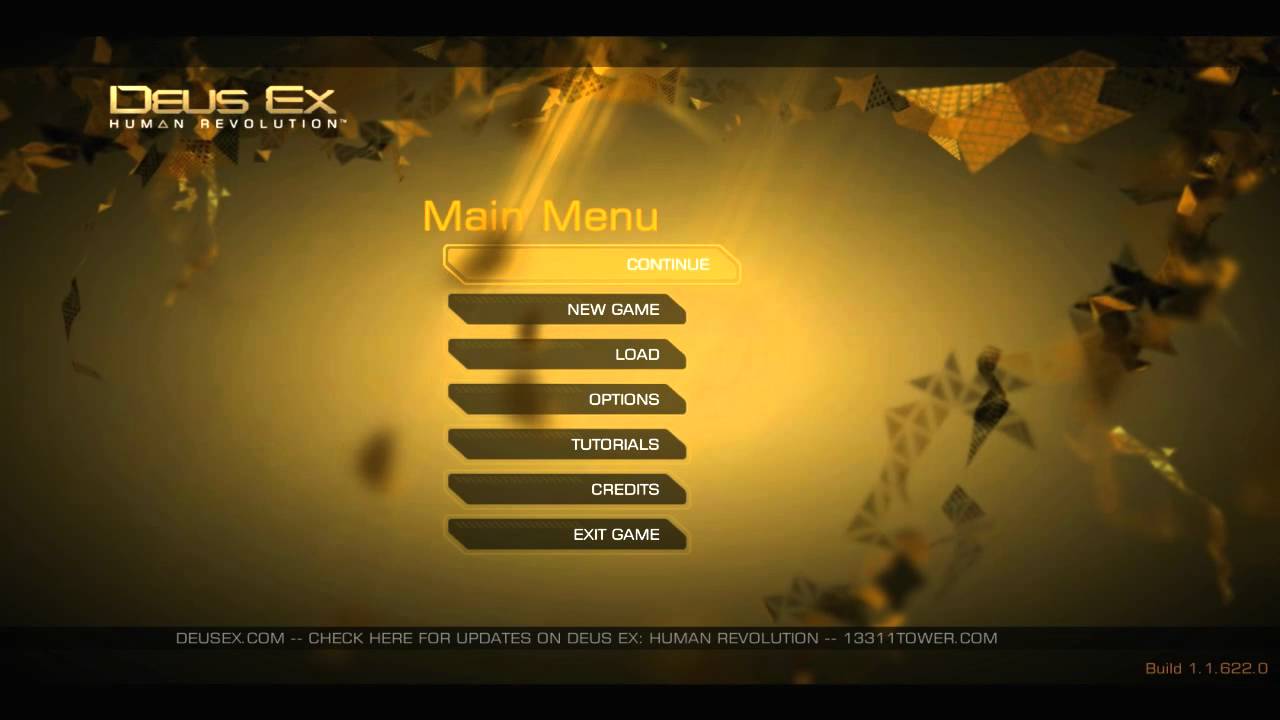 DEUS EX
HUMAN REVOLUTION™
Main Menu
CONTINUE
NEW GAME
LOAD
OPTIONS
TUTORIALS
CREDITS
EXIT GAME
DEUSEX.COM -- CHECK HERE FOR UPDATES ON DEUS EX: HUMAN REVOLUTION -- 13311TOWER.COM
Build 1.1.622.0